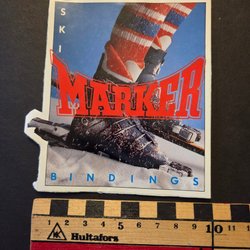 SKI
MARKER
BINDINGS
1 2 3 4 5 6 7 8 9 10 11
Hultafors